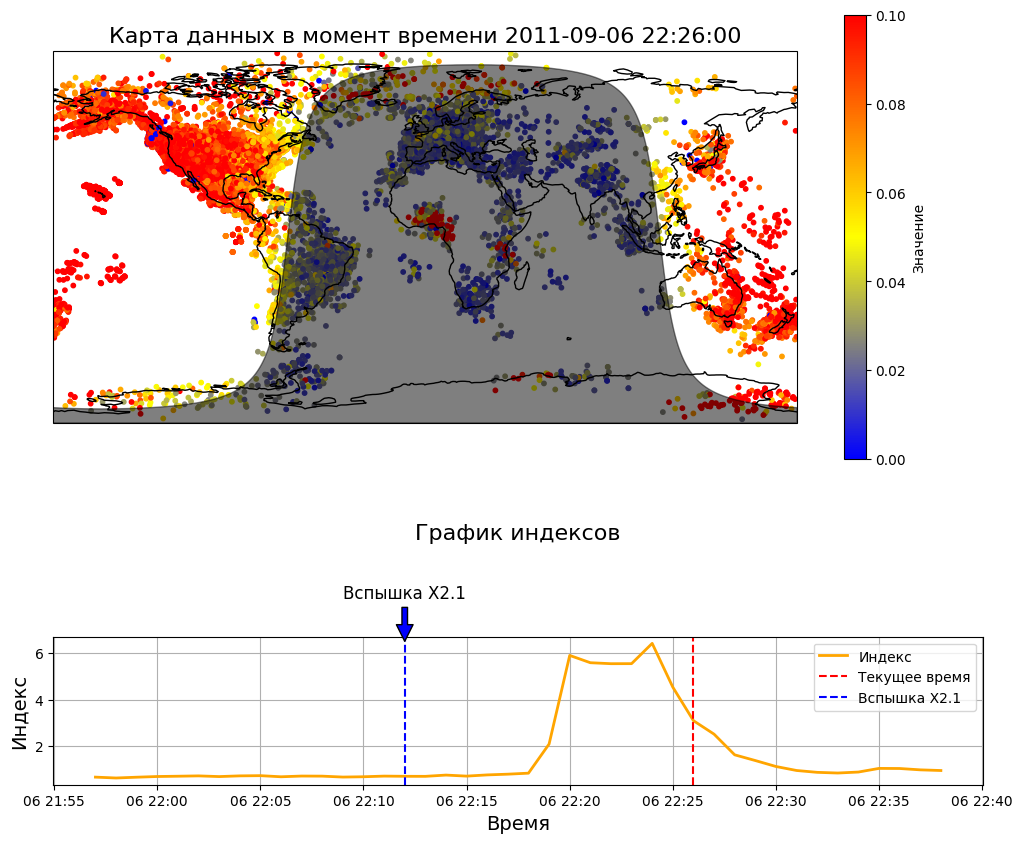 Карта данных в момент времени 2011-09-06 22:26:00
0.10
0.08
0.06
0.04
0.02
0.00
Значение
График индексов
Вспышка X2.1
6
4
2
Индекс
Индекс
Текущее время
Вспышка X2.1
06 21:55
06 22:00
06 22:05
06 22:10
06 22:15
06 22:20
06 22:25
06 22:30
06 22:35
06 22:40
Время